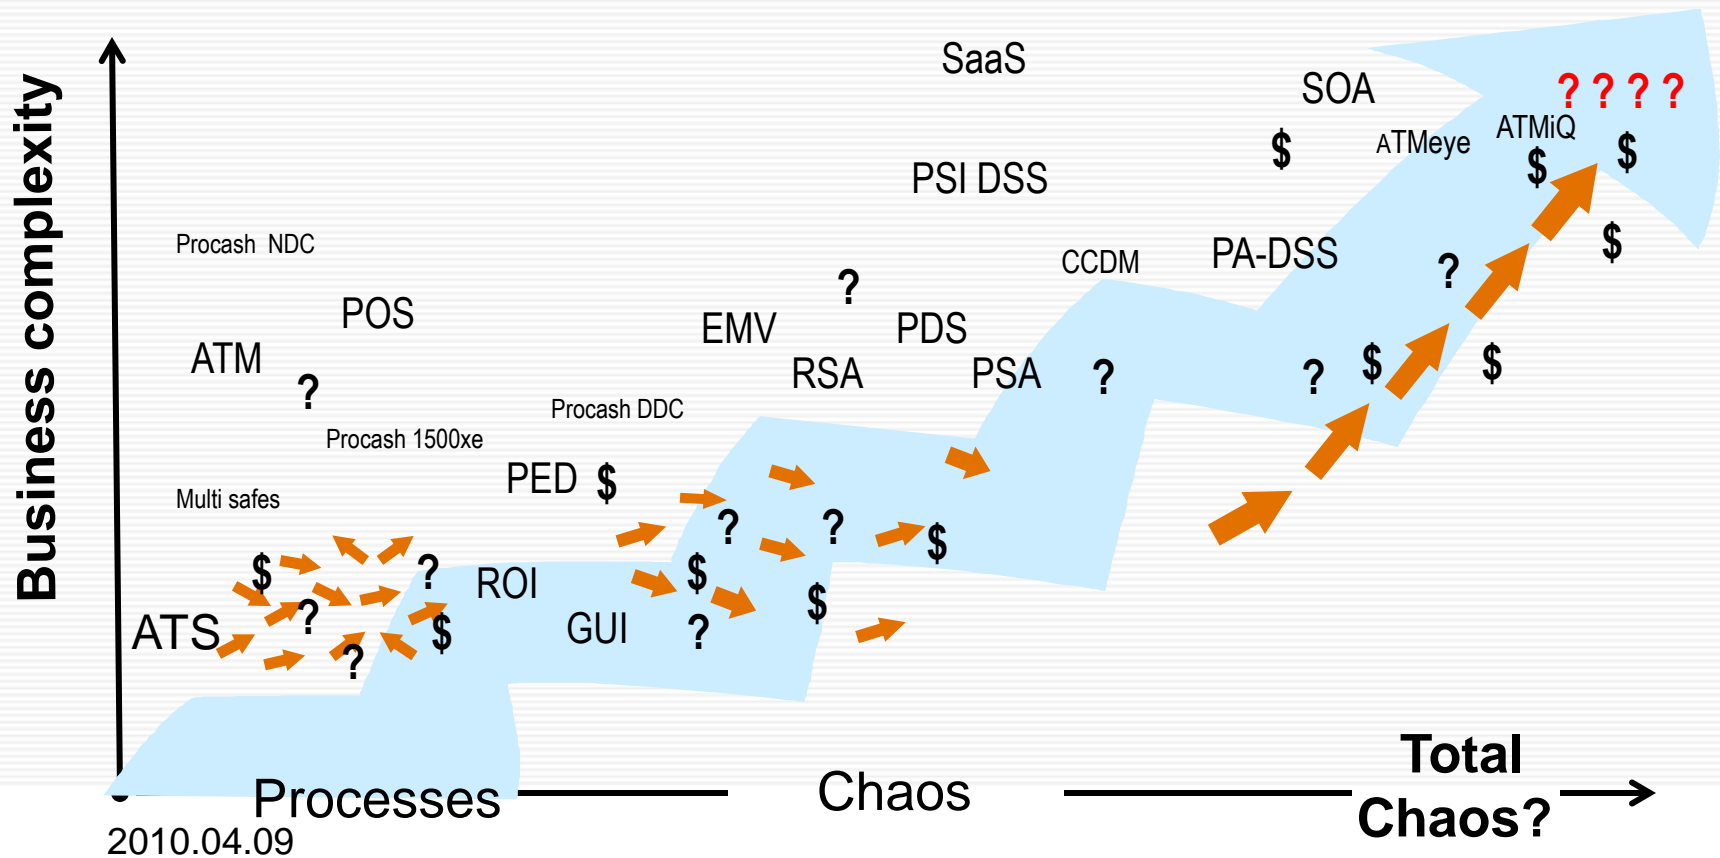 SaaS
SOA
? ? ? ?
ATMiQ
ATMeye
$
$
$
PSI DSS
Procash NDC
$
PA-DSS
CCDM
?
?
POS
EMV
PDS
ATM
RSA
PSA
?
?
$
$
?
Procash DDC
Procash 1500xe
PED
$
Multi safes
?
?
$
$
?
ROI
$
$
ATS
?
GUI
?
$
?
Business complexity
Processes
Chaos
Total
Chaos?
2010.04.09